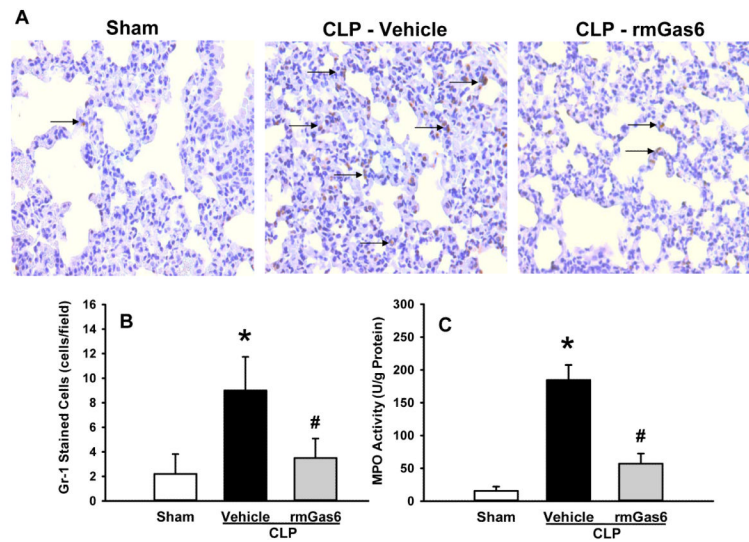 A
Sham
CLP - Vehicle
CLP - rmGas6
B
Gr-1 Stained Cells (cells/field)
16
14
12
10
8
6
4
2
0
*
#
Sham
Vehicle
rmGas6
CLP
C
MPO Activity (U/g Protein)
300
250
200
150
100
50
0
*
#
Sham
Vehicle
rmGas6
CLP